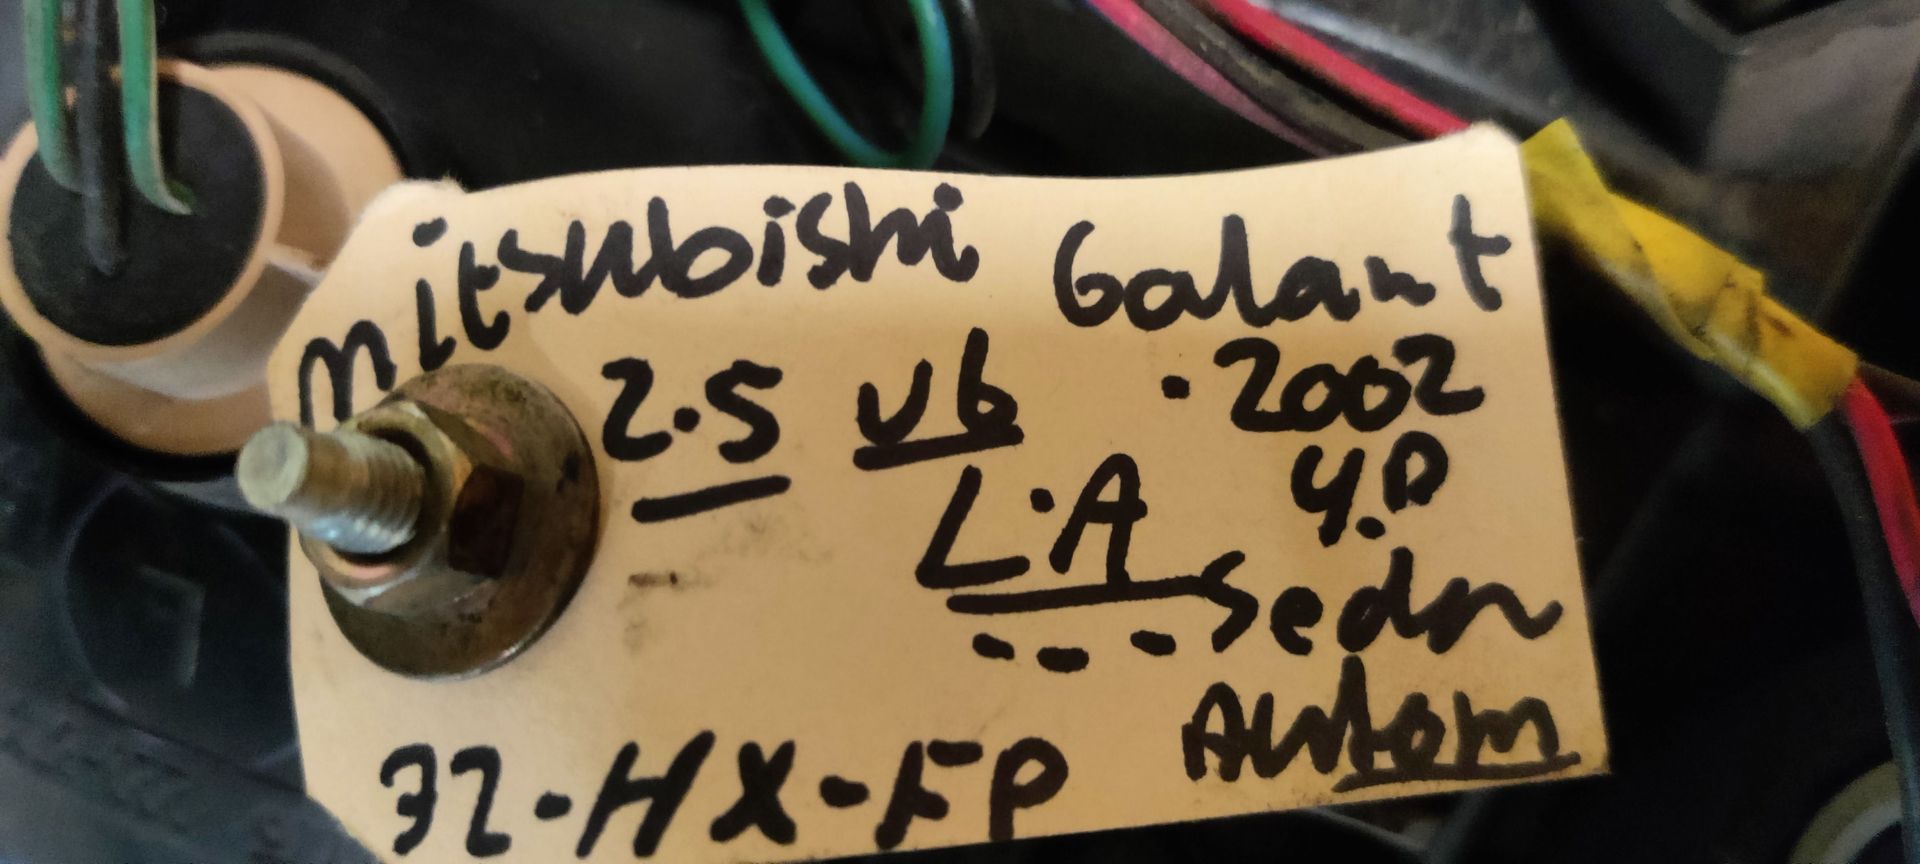 Mitsubishi Galant
2.5 V6 . 2002
L.A 4.D
Sedn
Autom
32-HX-FP